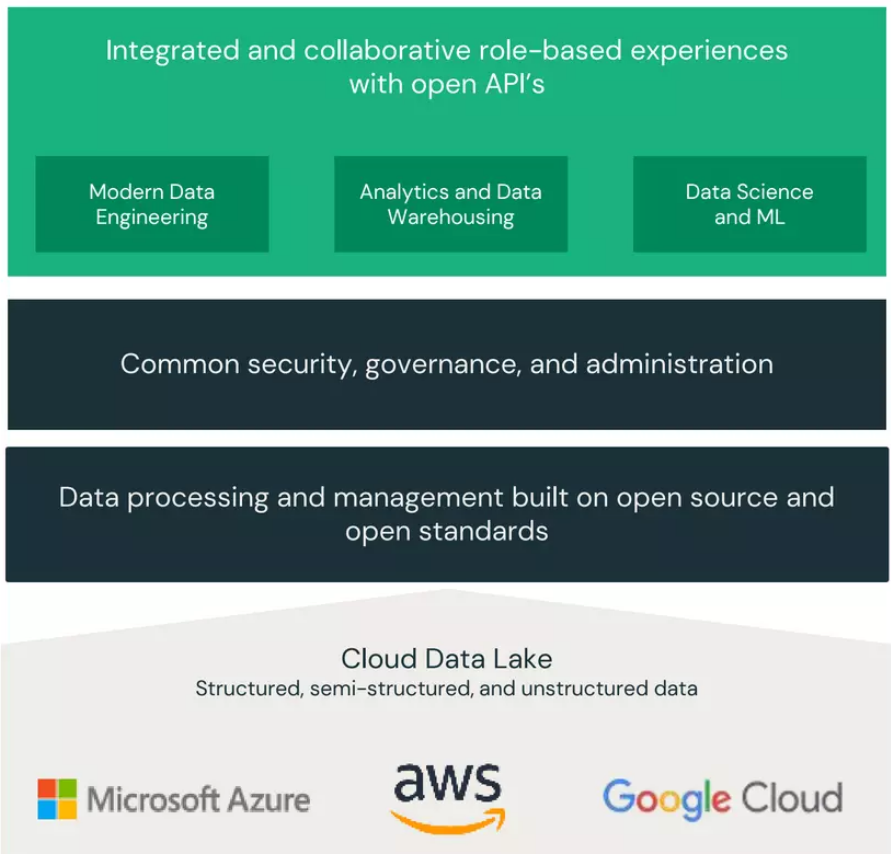 Integrated and collaborative role-based experiences
with open API's
Modern Data
Engineering
Analytics and Data
Warehousing
Data Science
and ML
Common security, governance, and administration
Data processing and management built on open source and
open standards
Cloud Data Lake
Structured, semi-structured, and unstructured data
Microsoft Azure
aws
Google Cloud